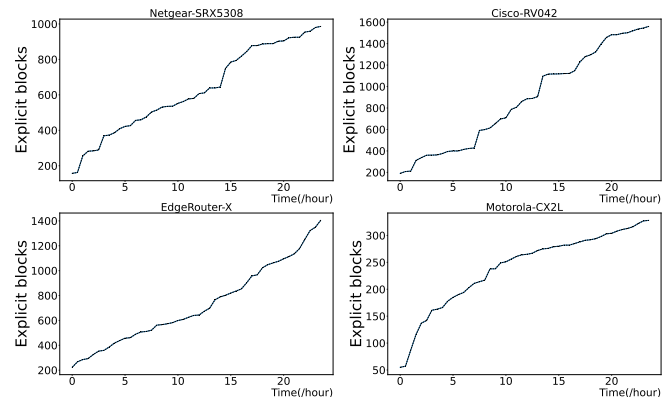 Netgear-SRX5308
Explicit blocks
1000
800
600
400
200
0 5 10 15 20
Time(/hour)
Cisco-RV042
Explicit blocks
1600
1400
1200
1000
800
600
400
200
0 5 10 15 20
Time(/hour)
EdgeRouter-X
Explicit blocks
1400
1200
1000
800
600
400
200
0 5 10 15 20
Time(/hour)
Motorola-CX2L
Explicit blocks
300
250
200
150
100
50
0 5 10 15 20
Time(/hour)